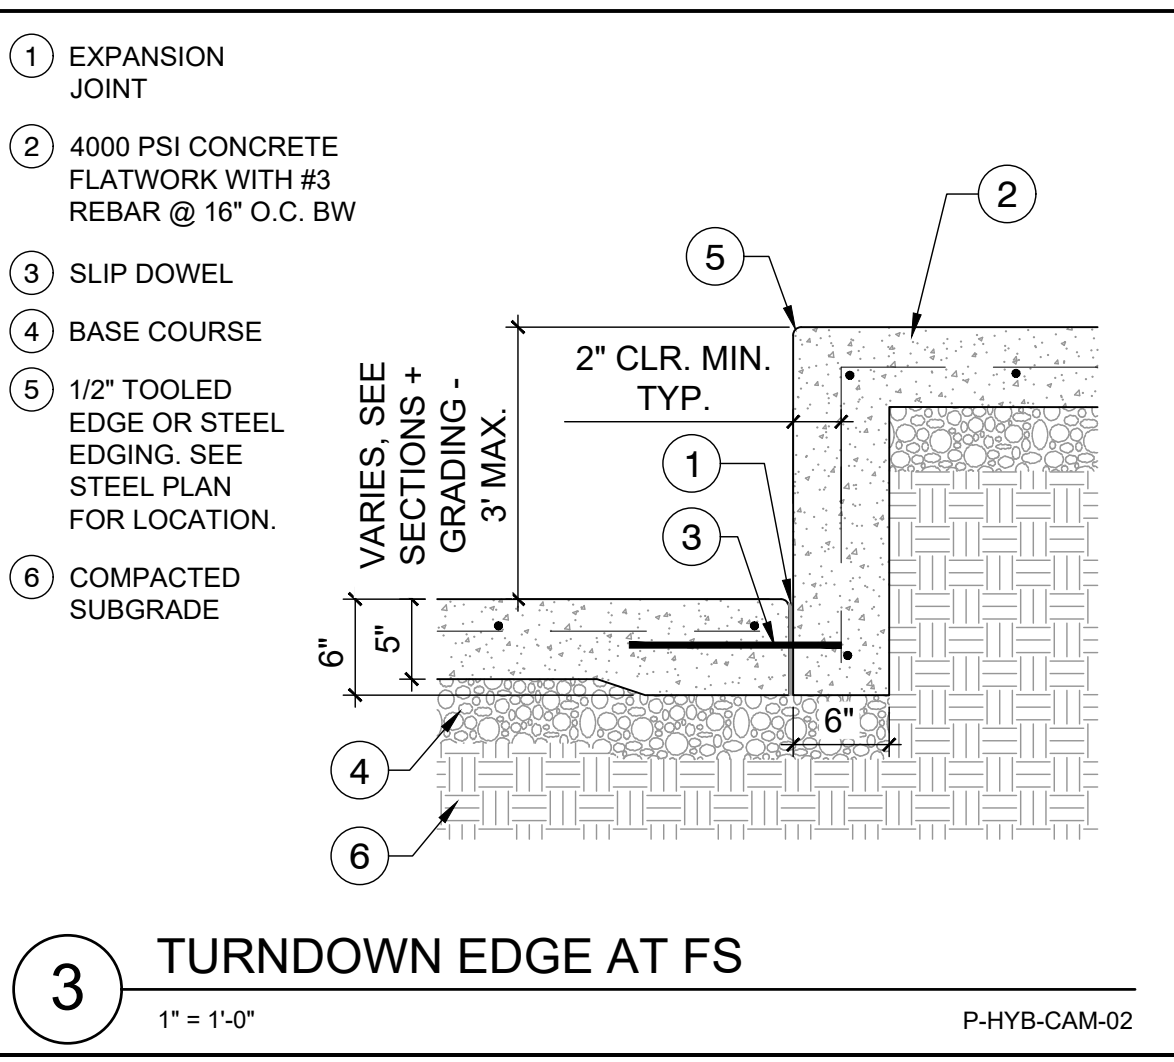 1 EXPANSION
JOINT
2 4000 PSI CONCRETE
FLATWORK WITH #3
REBAR @ 16" O.C. BW
3 SLIP DOWEL
4 BASE COURSE
5 1/2" TOOLED
EDGE OR STEEL
EDGING. SEE
STEEL PLAN
FOR LOCATION.
6 COMPACTED
SUBGRADE
2
5
VARIES, SEE
SECTIONS +
GRADING -
3' MAX.
2" CLR. MIN.
TYP.
1
3
6"
5"
6"
4
6
3 TURNDOWN EDGE AT FS
1" = 1'-0"
P-HYB-CAM-02